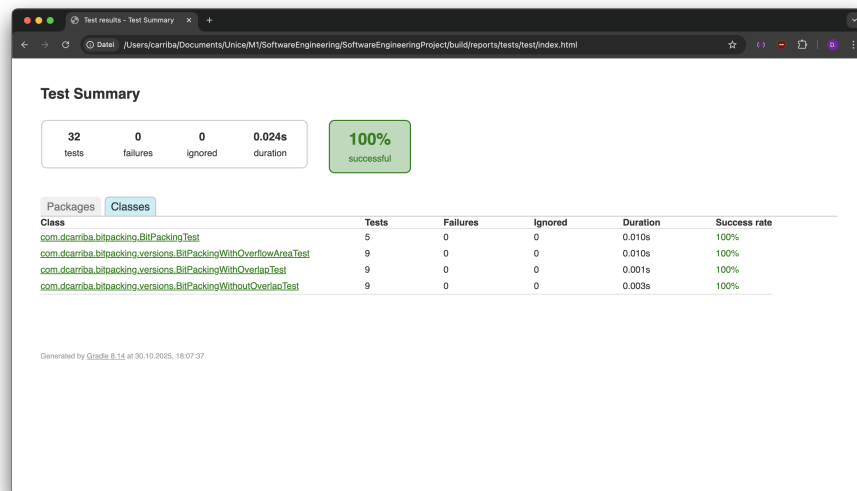 Test results - Test Summary
Datei /Users/carriba/Documents/Unice/M1/SoftwareEngineering/SoftwareEngineeringProject/build/reports/tests/test/index.html
D.
Test Summary
32 0 0 0.024s
tests failures ignored duration
100%
successful
Packages Classes
Class Tests Failures Ignored Duration Success rate
com.dcarriba.bitpacking.BitPackingTest 5 0 0 0.010s 100%
com.dcarriba.bitpacking.versions.BitPackingWithOverflowAreaTest 9 0 0 0.010s 100%
com.dcarriba.bitpacking.versions.BitPackingWithOverlapTest 9 0 0 0.001s 100%
com.dcarriba.bitpacking.versions.BitPackingWithoutOverlapTest 9 0 0 0.003s 100%
Generated by Gradle 8.14 at 30.10.2025, 18:07:37